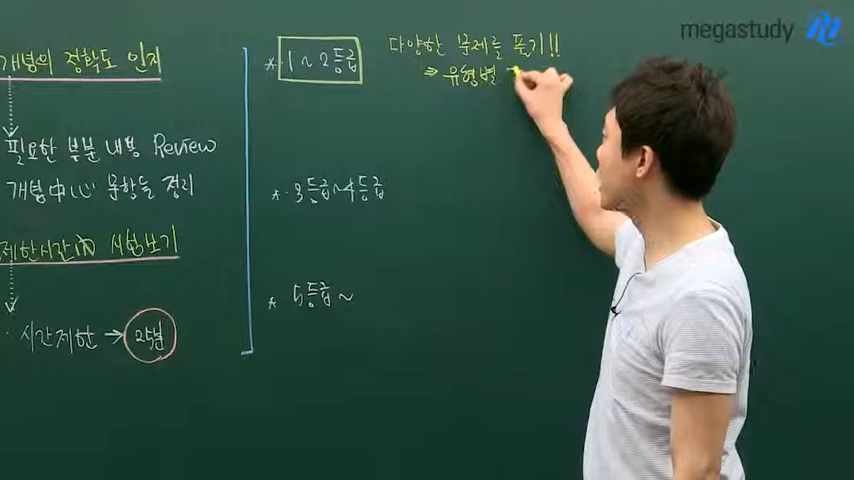 megastudy
개념의 정확도 인지
필요한 부분 내용 Review
개념中心 문항들 정리
제한시간內 시험보기
· 시간제한 → 25분
* 1~2등급
다양한 문제를 풀기!!
⇒ 유형별
* · 3등급~4등급
* 5등급~